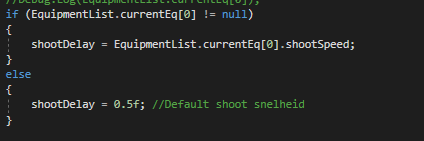 //Debug.Log(EquipmentList.currentEq[0]);
if (EquipmentList.currentEq[0] != null)
{
shootDelay = EquipmentList.currentEq[0].shootSpeed;
}
else
{
shootDelay = 0.5f; //Default shoot snelheid
}